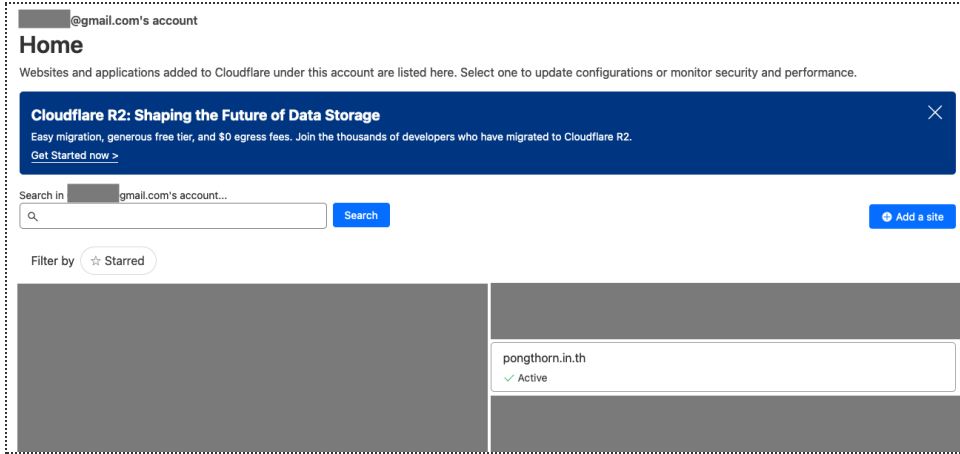 @gmail.com's account
Home
Websites and applications added to Cloudflare under this account are listed here. Select one to update configurations or monitor security and performance.
Cloudflare R2: Shaping the Future of Data Storage
Easy migration, generous free tier, and $0 egress fees. Join the thousands of developers who have migrated to Cloudflare R2.
Get Started now >
Search in gmail.com's account...
Search
Add a site
Filter by ☆ Starred
pongthorn.in.th
✓ Active